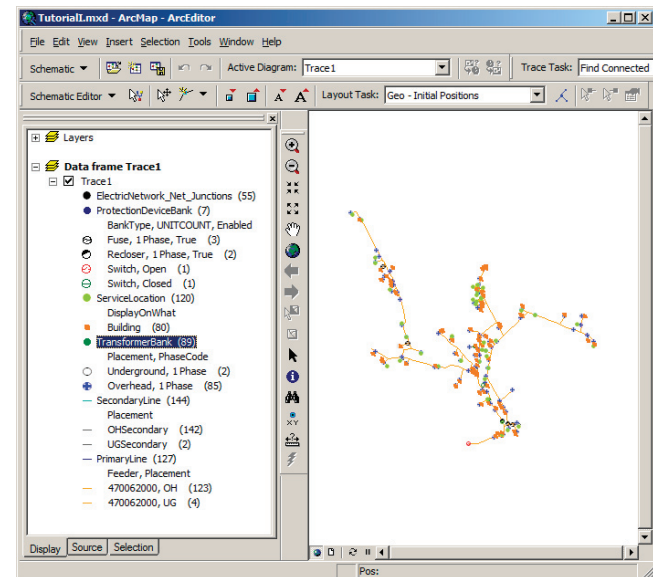 TutorialI.mxd - ArcMap - ArcEditor
File Edit View Insert Selection Tools Window Help
Schematic Active Diagram: Trace1 Trace Task: Find Connected
Schematic Editor Layout Task: Geo - Initial Positions
Layers
Data frame Trace1
Trace1
ElectricNetwork_Net_Junctions (55)
ProtectionDeviceBank (7)
BankType, UNITCOUNT, Enabled
Fuse, 1 Phase, True (3)
Recloser, 1 Phase, True (2)
Switch, Open (1)
Switch, Closed (1)
ServiceLocation (120)
DisplayOnWhat
Building (80)
TransformerBank (89)
Placement, PhaseCode
Underground, 1 Phase (2)
Overhead, 1 Phase (85)
SecondaryLine (144)
Placement
OHSecondary (142)
UGSecondary (2)
PrimaryLine (127)
Feeder, Placement
470062000, OH (123)
470062000, UG (4)
XY
Display Source Selection
Pos: